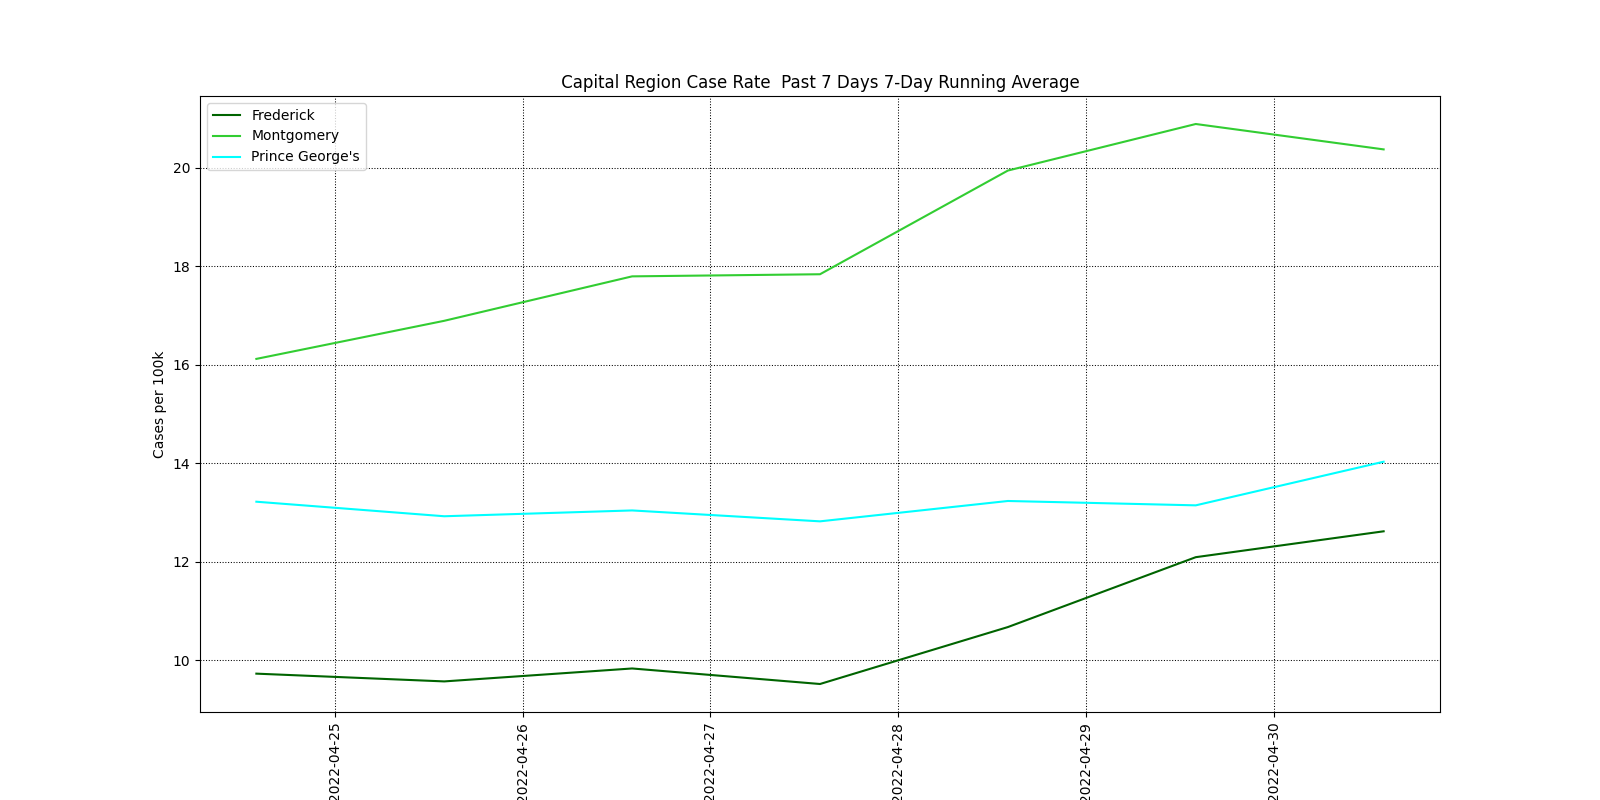 Capital Region Case Rate  Past 7 Days 7-Day Running Average
Frederick
Montgomery
Prince George's
20
18
16
14
12
10
Cases per 100k
2022-04-25
2022-04-26
2022-04-27
2022-04-28
2022-04-29
2022-04-30